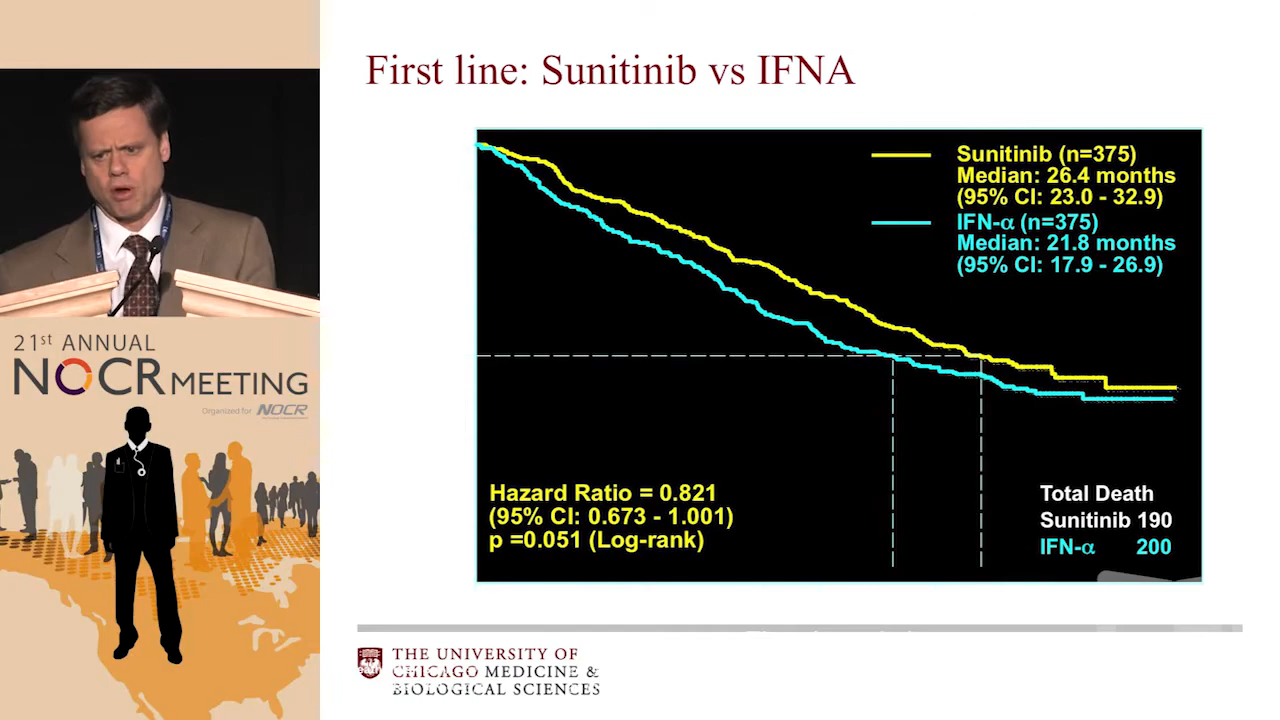 First line: Sunitinib vs IFNA
Sunitinib (n=375)
Median: 26.4 months
(95% CI: 23.0 - 32.9)
IFN-α (n=375)
Median: 21.8 months
(95% CI: 17.9 - 26.9)
Hazard Ratio = 0.821
(95% CI: 0.673 - 1.001)
p =0.051 (Log-rank)
Total Death
Sunitinib 190
IFN-α 200
21st ANNUAL
NOCR MEETING
Organized for NOCR
THE UNIVERSITY OF
CHICAGO MEDICINE &
BIOLOGICAL SCIENCES